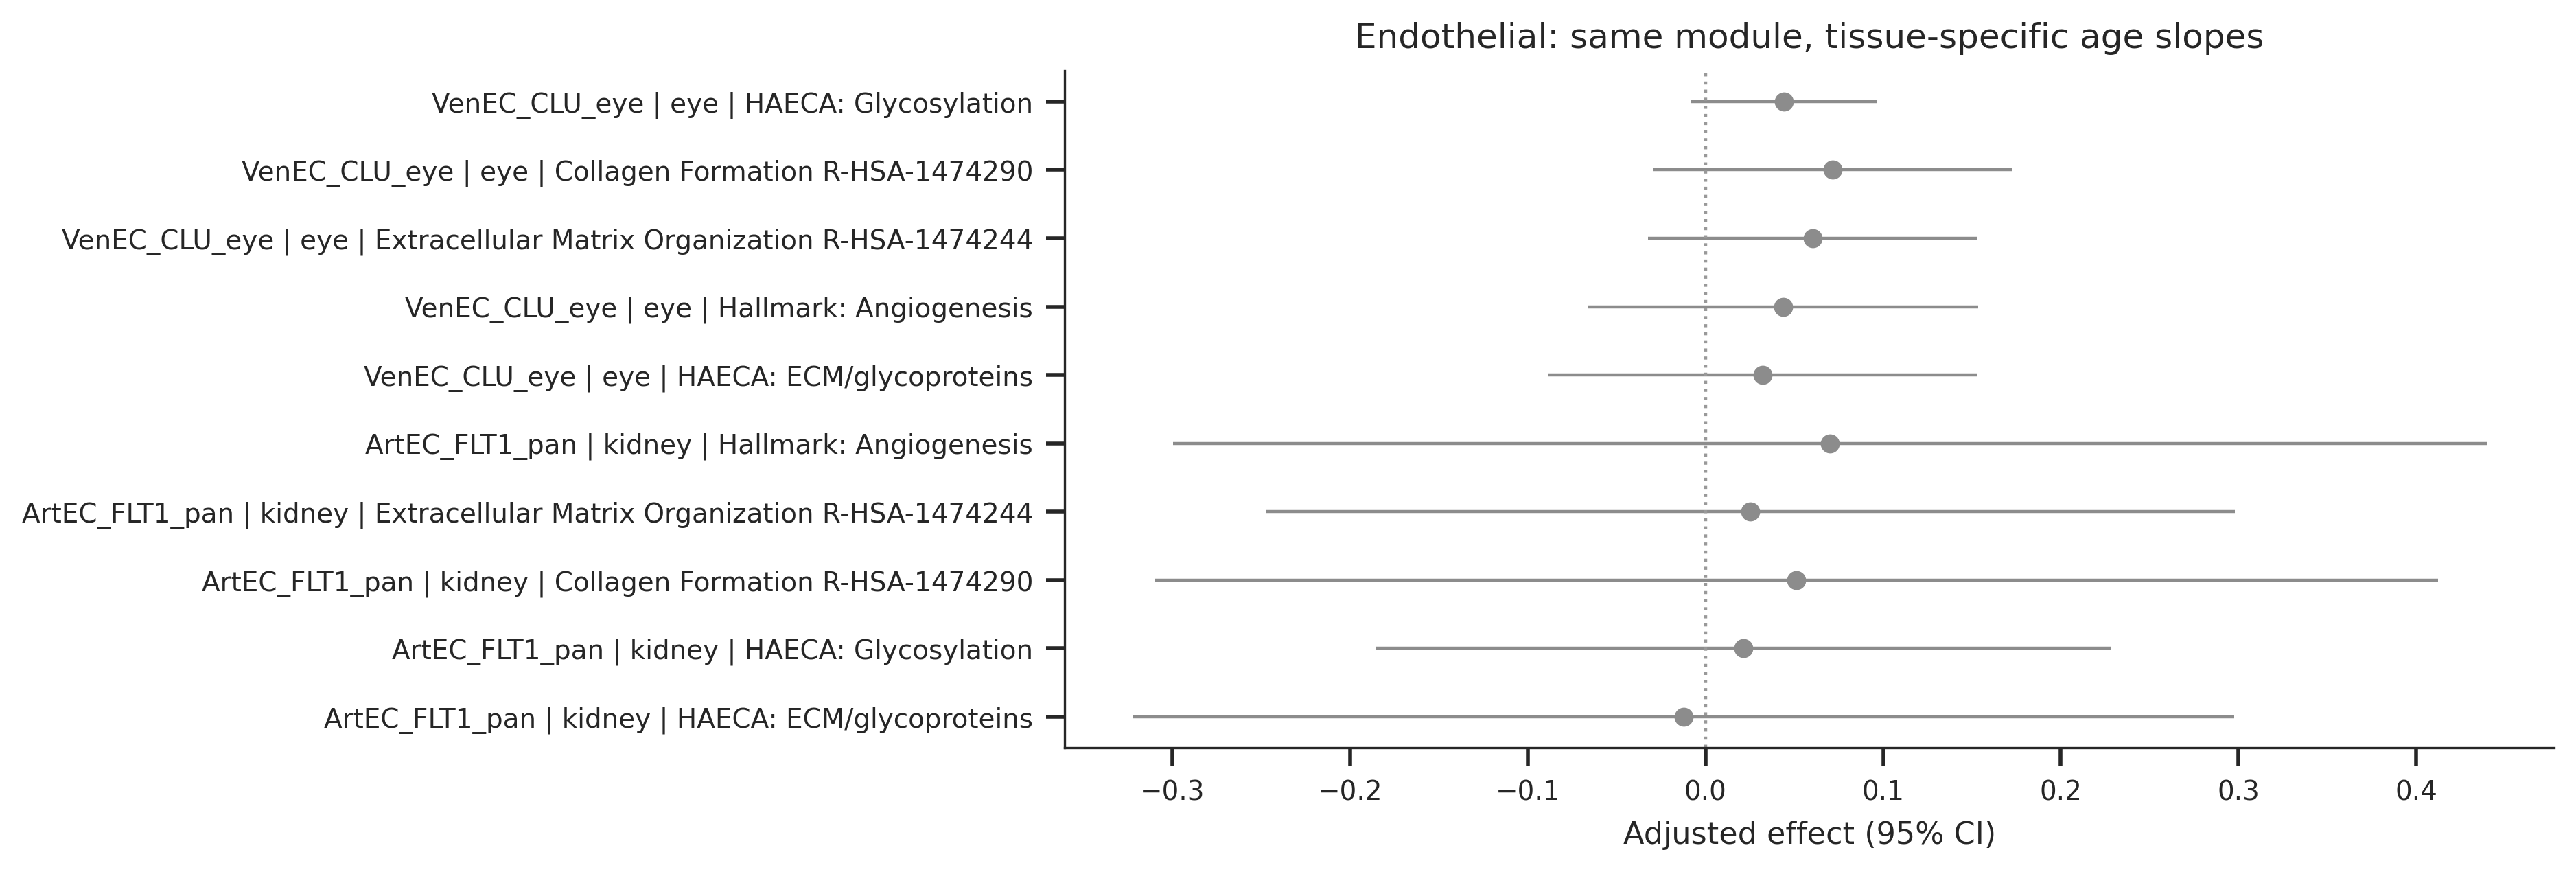 Endothelial: same module, tissue-specific age slopes
VenEC_CLU_eye | eye | HAECA: Glycosylation
VenEC_CLU_eye | eye | Collagen Formation R-HSA-1474290
VenEC_CLU_eye | eye | Extracellular Matrix Organization R-HSA-1474244
VenEC_CLU_eye | eye | Hallmark: Angiogenesis
VenEC_CLU_eye | eye | HAECA: ECM/glycoproteins
ArtEC_FLT1_pan | kidney | Hallmark: Angiogenesis
ArtEC_FLT1_pan | kidney | Extracellular Matrix Organization R-HSA-1474244
ArtEC_FLT1_pan | kidney | Collagen Formation R-HSA-1474290
ArtEC_FLT1_pan | kidney | HAECA: Glycosylation
ArtEC_FLT1_pan | kidney | HAECA: ECM/glycoproteins
−0.3 −0.2 −0.1 0.0 0.1 0.2 0.3 0.4
Adjusted effect (95% CI)